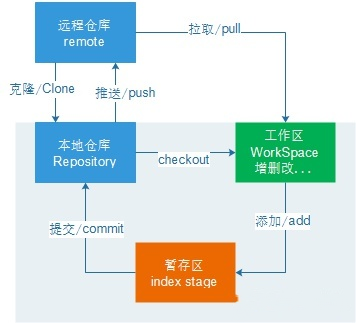 远程仓库
remote
拉取/pull
克隆/Clone
推送/push
本地仓库
Repository
checkout
工作区
WorkSpace
增删改...
提交/commit
添加/add
暂存区
index stage